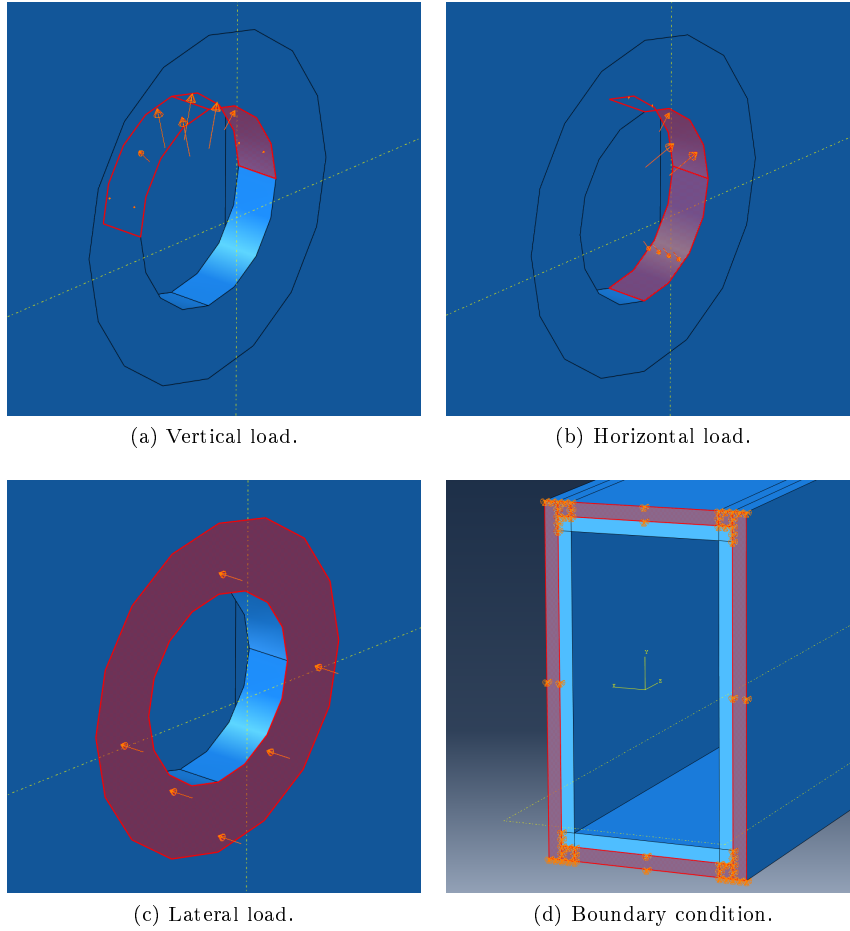 (a) Vertical load.
(b) Horizontal load.
(c) Lateral load.
(d) Boundary condition.